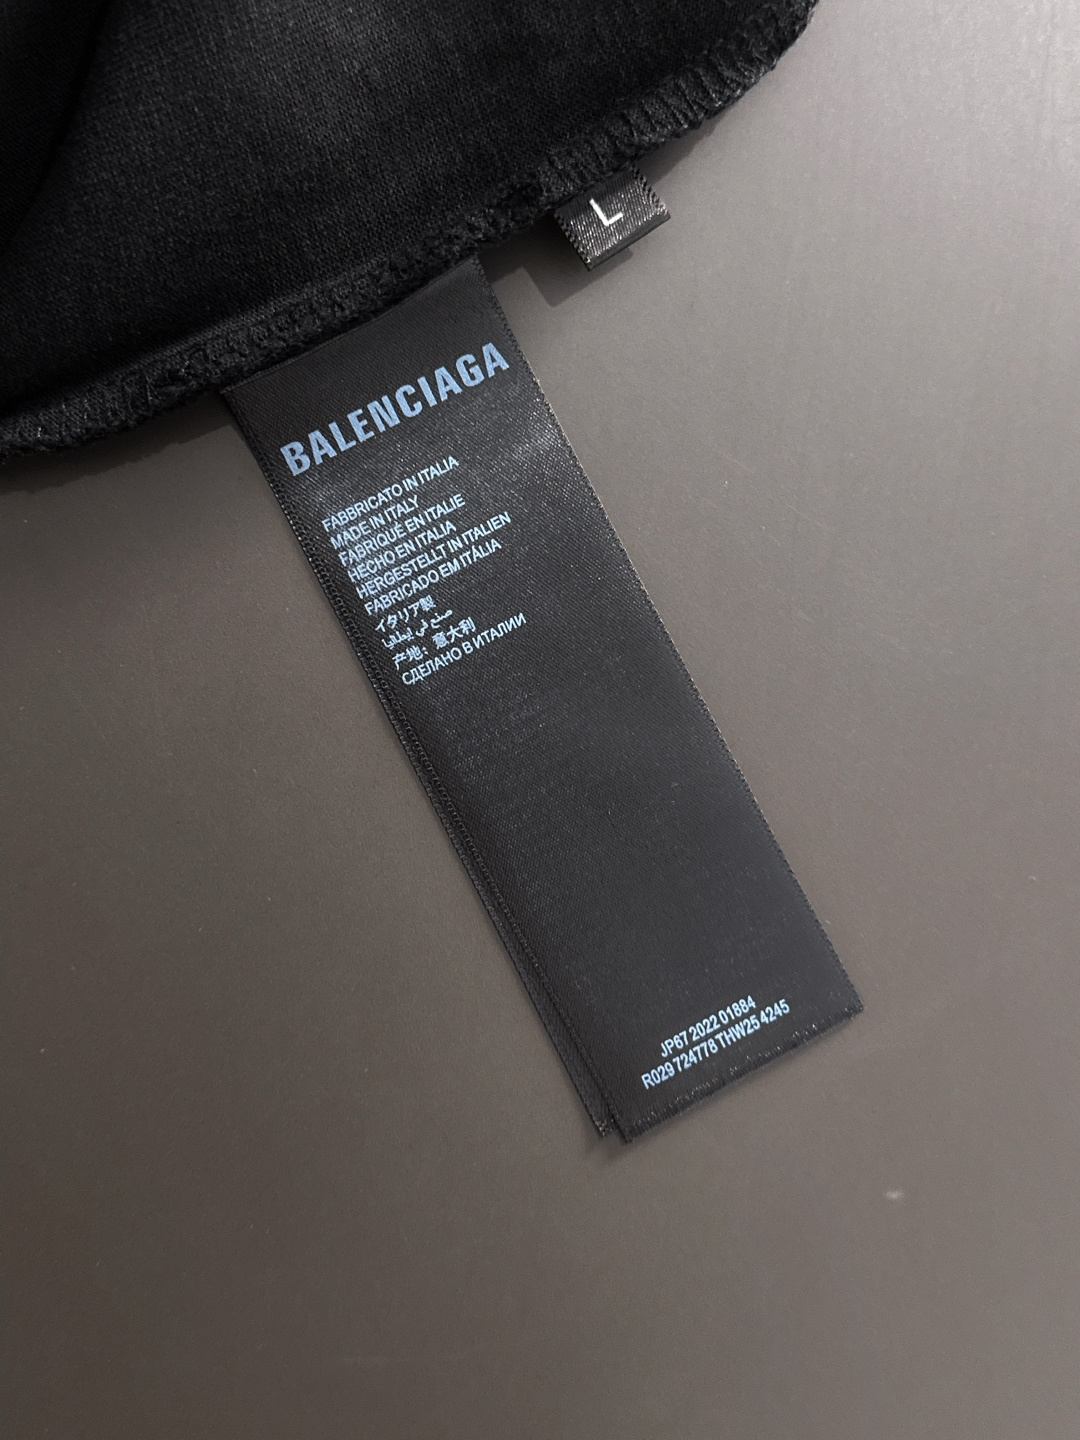 L
BALENCIAGA
FABBRICATO IN ITALIA
MADE IN ITALY
FABRIQUÉ EN ITALIE
HECHO EN ITALIA
HERGESTELLT IN ITALIEN
FABRICADO EM ITÁLIA
イタリア製
صنع في إيطاليا
产地：意大利
СДЕЛАНО В ИТАЛИИ
JP67 2022 01884
R029 724778 THW25 4245